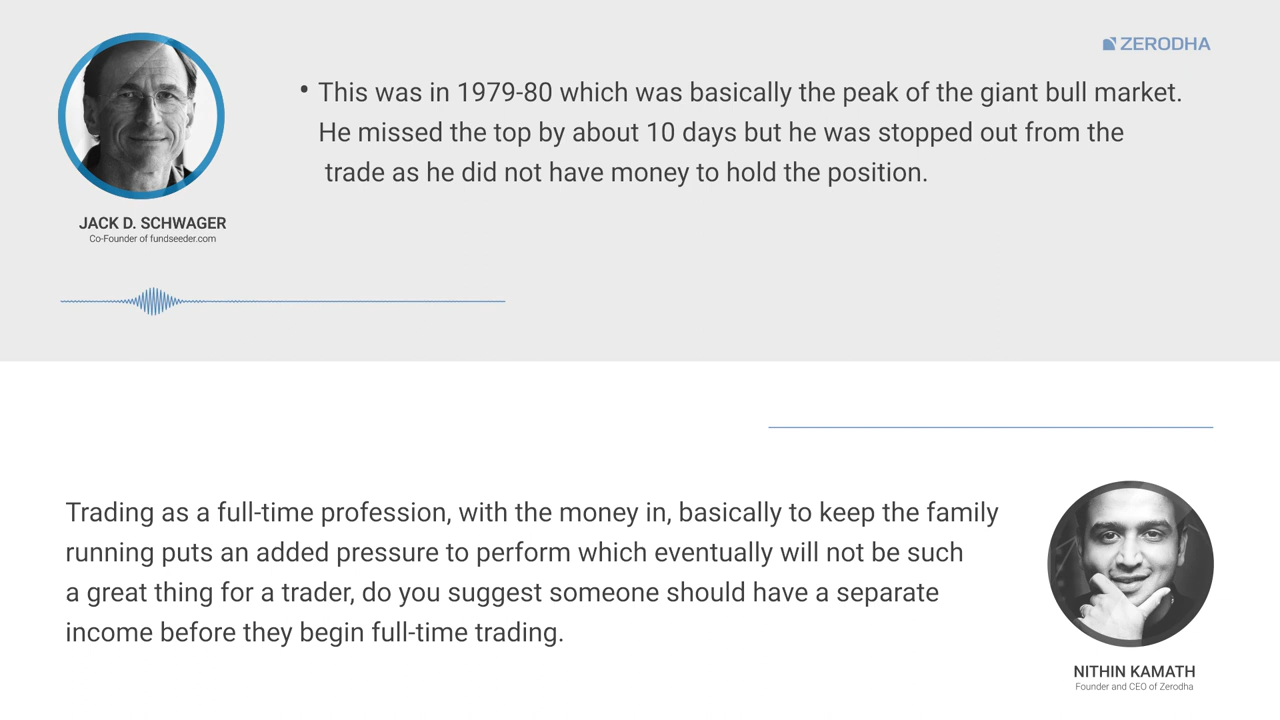 ZERODHA
• This was in 1979-80 which was basically the peak of the giant bull market.
He missed the top by about 10 days but he was stopped out from the
trade as he did not have money to hold the position.
JACK D. SCHWAGER
Co-Founder of fundseeder.com
Trading as a full-time profession, with the money in, basically to keep the family
running puts an added pressure to perform which eventually will not be such
a great thing for a trader, do you suggest someone should have a separate
income before they begin full-time trading.
NITHIN KAMATH
Founder and CEO of Zerodha